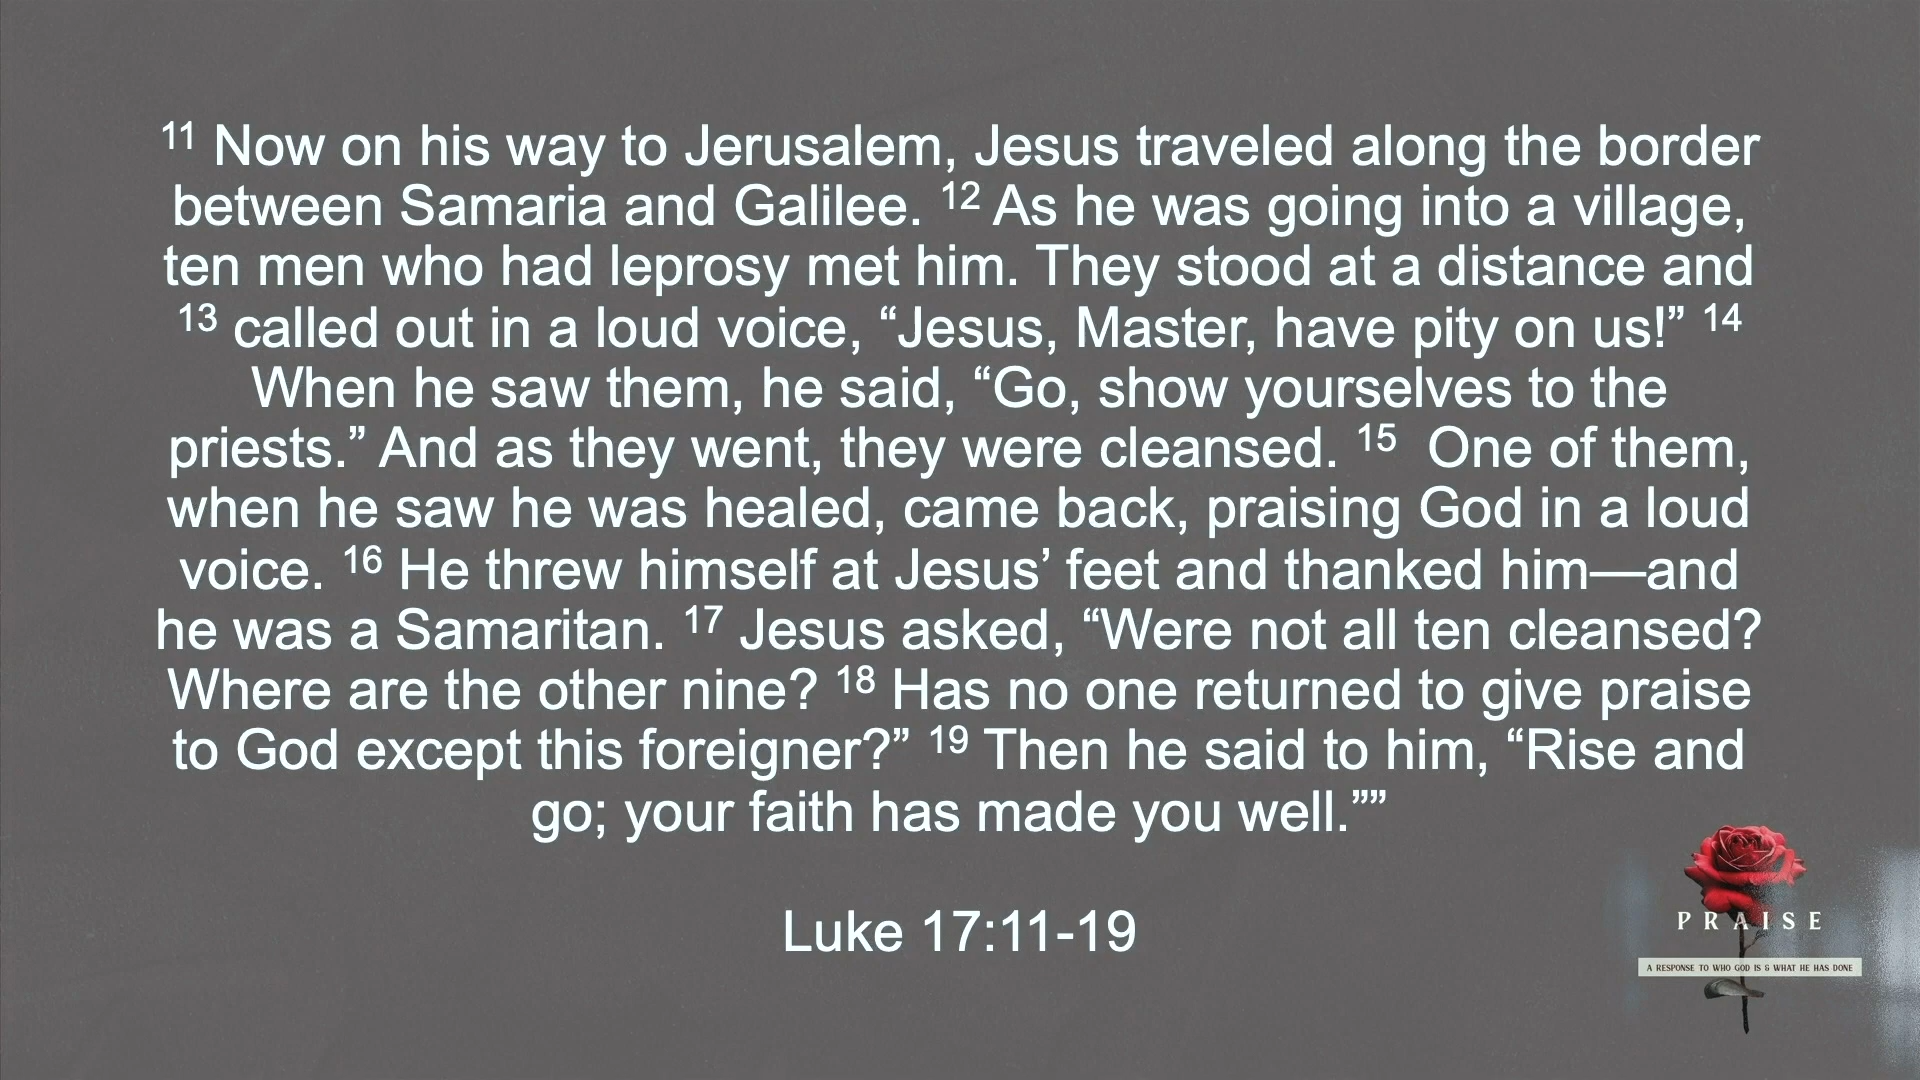 11 Now on his way to Jerusalem, Jesus traveled along the border
between Samaria and Galilee. 12 As he was going into a village,
ten men who had leprosy met him. They stood at a distance and
13 called out in a loud voice, “Jesus, Master, have pity on us!” 14
When he saw them, he said, “Go, show yourselves to the
priests.” And as they went, they were cleansed. 15 One of them,
when he saw he was healed, came back, praising God in a loud
voice. 16 He threw himself at Jesus’ feet and thanked him—and
he was a Samaritan. 17 Jesus asked, “Were not all ten cleansed?
Where are the other nine? 18 Has no one returned to give praise
to God except this foreigner?” 19 Then he said to him, “Rise and
go; your faith has made you well.””
Luke 17:11-19
PRAISE
A RESPONSE TO WHO GOD IS & WHAT HE HAS DONE